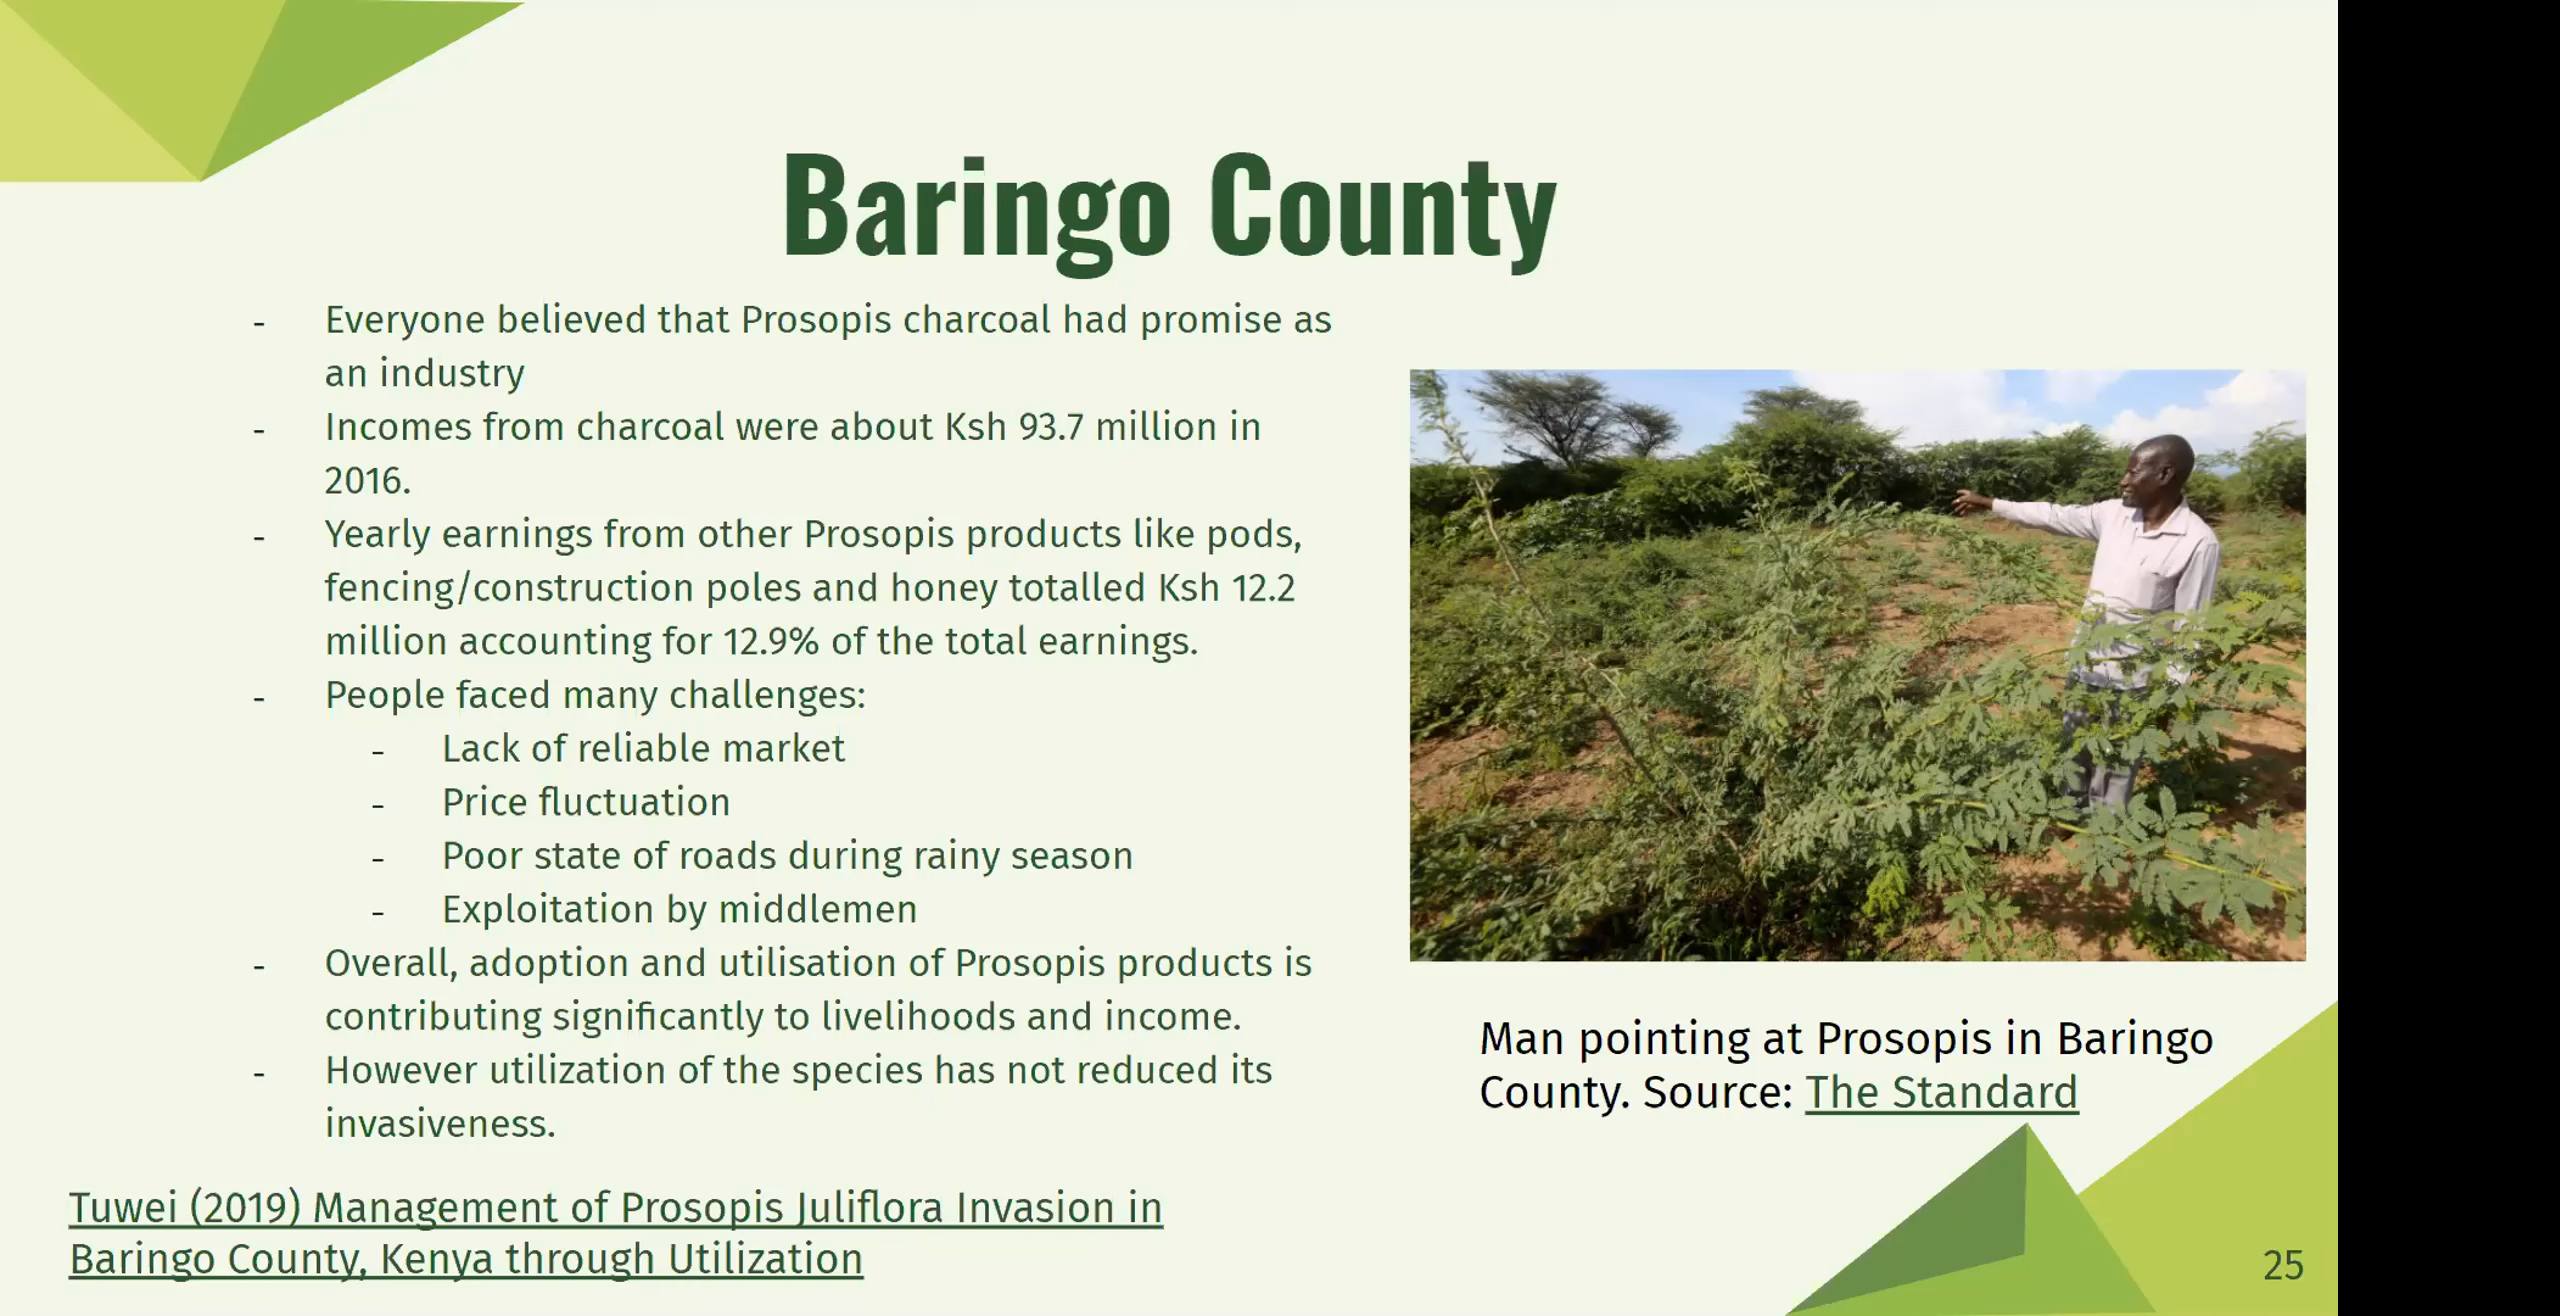 Baringo County
- Everyone believed that Prosopis charcoal had promise as
an industry
- Incomes from charcoal were about Ksh 93.7 million in
2016.
- Yearly earnings from other Prosopis products like pods,
fencing/construction poles and honey totalled Ksh 12.2
million accounting for 12.9% of the total earnings.
- People faced many challenges:
- Lack of reliable market
- Price fluctuation
- Poor state of roads during rainy season
- Exploitation by middlemen
- Overall, adoption and utilisation of Prosopis products is
contributing significantly to livelihoods and income.
- However utilization of the species has not reduced its
invasiveness.
Man pointing at Prosopis in Baringo
County. Source: The Standard
Tuwei (2019) Management of Prosopis Juliflora Invasion in
Baringo County, Kenya through Utilization
25